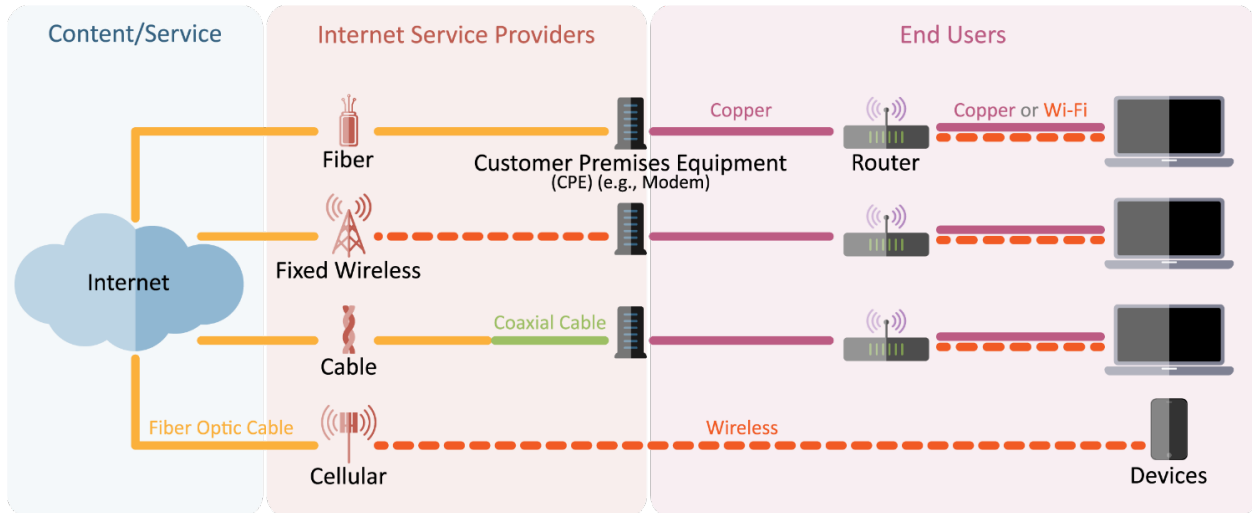 Content/Service
Internet Service Providers
End Users
Copper
Copper or Wi-Fi
Fiber
Customer Premises Equipment
(CPE) (e.g., Modem)
Router
Internet
Fixed Wireless
Coaxial Cable
Cable
Fiber Optic Cable
Wireless
Cellular
Devices